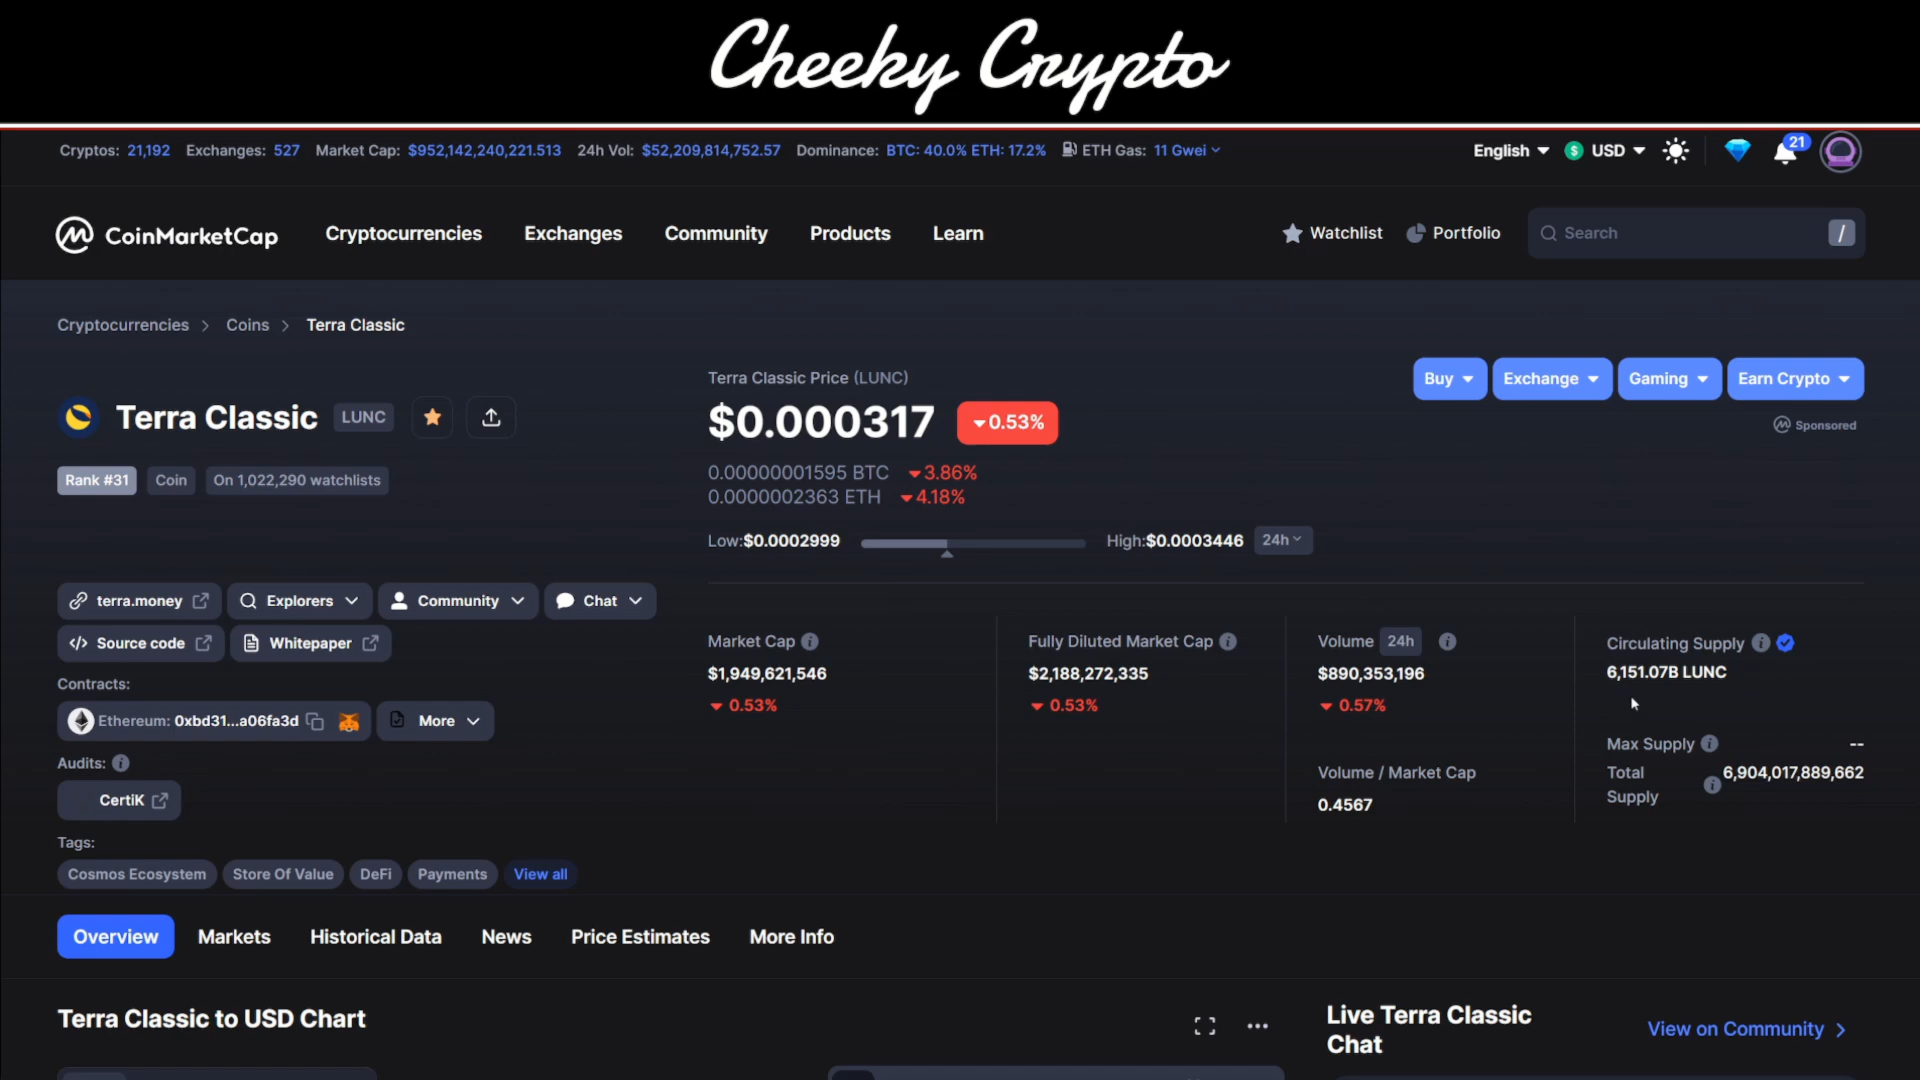 Cheeky Crypto
Cryptos: 21,192 Exchanges: 527 Market Cap: $952,142,240,221.513 24h Vol: $52,209,814,752.57 Dominance: BTC: 40.0% ETH: 17.2% ETH Gas: 11 Gwei
English $ USD 21
CoinMarketCap Cryptocurrencies Exchanges Community Products Learn Watchlist Portfolio Search /
Cryptocurrencies > Coins > Terra Classic
Terra Classic LUNC
Rank #31 Coin On 1,022,290 watchlists
Terra Classic Price (LUNC)
$0.000317 0.53%
0.00000001595 BTC 3.86%
0.0000002363 ETH 4.18%
Low:$0.0002999 High:$0.0003446 24h
Buy Exchange Gaming Earn Crypto
Sponsored
terra.money Explorers Community Chat
</> Source code Whitepaper
Contracts:
Ethereum: 0xbd31...a06fa3d More
Audits:
CertiK
Tags:
Cosmos Ecosystem Store Of Value DeFi Payments View all
Market Cap
$1,949,621,546
0.53%
Fully Diluted Market Cap
$2,188,272,335
0.53%
Volume 24h
$890,353,196
0.57%
Volume / Market Cap
0.4567
Circulating Supply
6,151.07B LUNC
Max Supply --
Total Supply 6,904,017,889,662
Overview Markets Historical Data News Price Estimates More Info
Terra Classic to USD Chart
Live Terra Classic
Chat
View on Community >